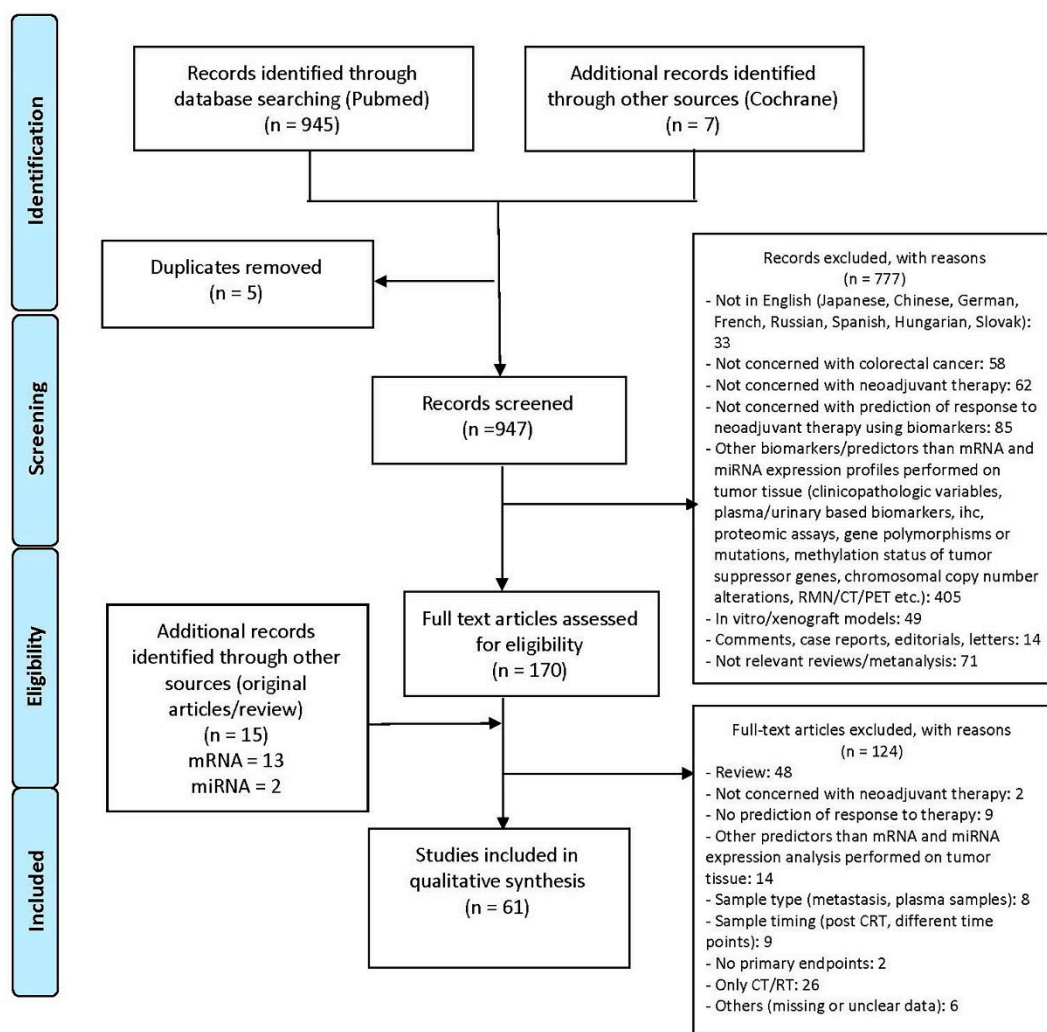 Identification
Records identified through
database searching (Pubmed)
(n = 945)
Additional records identified
through other sources (Cochrane)
(n = 7)
Duplicates removed
(n = 5)
Records excluded, with reasons
(n = 777)
- Not in English (Japanese, Chinese, German,
French, Russian, Spanish, Hungarian, Slovak):
33
- Not concerned with colorectal cancer: 58
- Not concerned with neoadjuvant therapy: 62
- Not concerned with prediction of response to
neoadjuvant therapy using biomarkers: 85
- Other biomarkers/predictors than mRNA and
miRNA expression profiles performed on
tumor tissue (clinicopathologic variables,
plasma/urinary based biomarkers, ihc,
proteomic assays, gene polymorphisms or
mutations, methylation status of tumor
suppressor genes, chromosomal copy number
alterations, RMN/CT/PET etc.): 405
- In vitro/xenograft models: 49
- Comments, case reports, editorials, letters: 14
- Not relevant reviews/metanalysis: 71
Screening
Records screened
(n =947)
Eligibility
Full text articles assessed
for eligibility
(n = 170)
Additional records
identified through other
sources (original
articles/review)
(n = 15)
mRNA = 13
miRNA = 2
Full-text articles excluded, with reasons
(n = 124)
- Review: 48
- Not concerned with neoadjuvant therapy: 2
- No prediction of response to therapy: 9
- Other predictors than mRNA and miRNA
expression analysis performed on tumor
tissue: 14
- Sample type (metastasis, plasma samples): 8
- Sample timing (post CRT, different time
points): 9
- No primary endpoints: 2
- Only CT/RT: 26
- Others (missing or unclear data): 6
Included
Studies included in
qualitative synthesis
(n = 61)